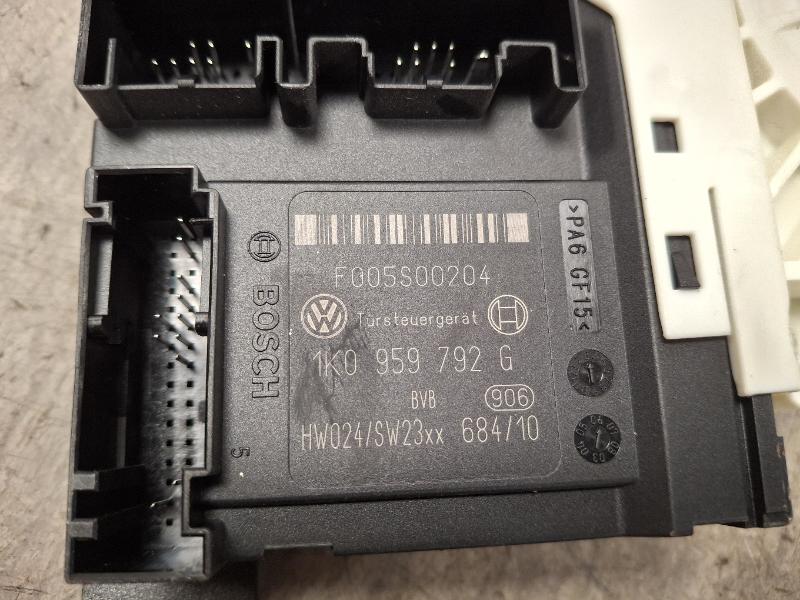 F005S00204
Türsteuergerät
1K0 959 792 G
BVB 906
HW024/SW23xx 684/10
BOSCH
>PA6 GF15<
5